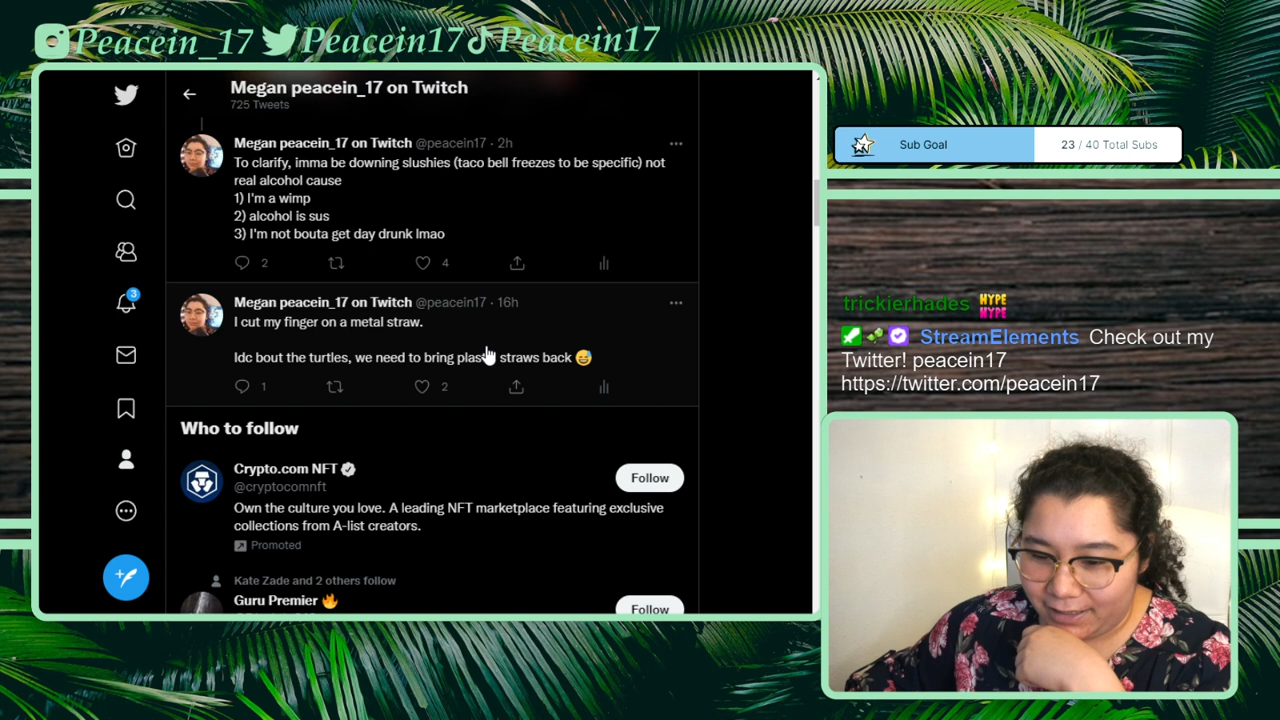 Peacein_17 Peacein17 Peacein17
Megan peacein_17 on Twitch
725 Tweets
Megan peacein_17 on Twitch @peacein17 · 2h
To clarify, imma be downing slushies (taco bell freezes to be specific) not
real alcohol cause
1) I'm a wimp
2) alcohol is sus
3) I'm not bouta get day drunk lmao
2 4
3
Megan peacein_17 on Twitch @peacein17 · 16h
I cut my finger on a metal straw.
Idc bout the turtles, we need to bring straws back 😅
1 2
Who to follow
Crypto.com NFT
@cryptocomnft
Follow
Own the culture you love. A leading NFT marketplace featuring exclusive
collections from A-list creators.
Promoted
Kate Zade and 2 others follow
Guru Premier 🔥
Follow
Sub Goal 23 / 40 Total Subs
trickierhades HYPE
HYPE
StreamElements Check out my
Twitter! peacein17
https://twitter.com/peacein17